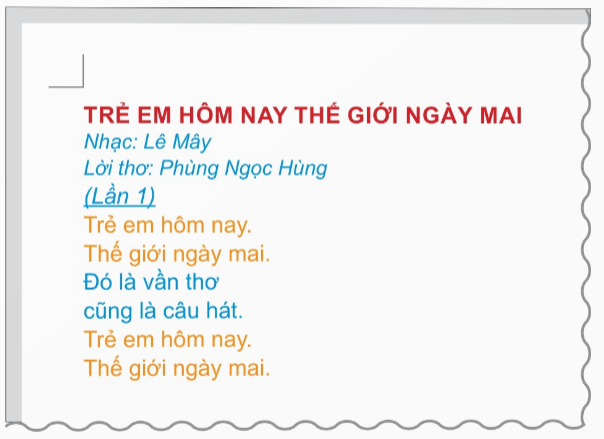 TRẺ EM HÔM NAY THẾ GIỚI NGÀY MAI
Nhạc: Lê Mây
Lời thơ: Phùng Ngọc Hùng
(Lần 1)
Trẻ em hôm nay.
Thế giới ngày mai.
Đó là vần thơ
cũng là câu hát.
Trẻ em hôm nay.
Thế giới ngày mai.